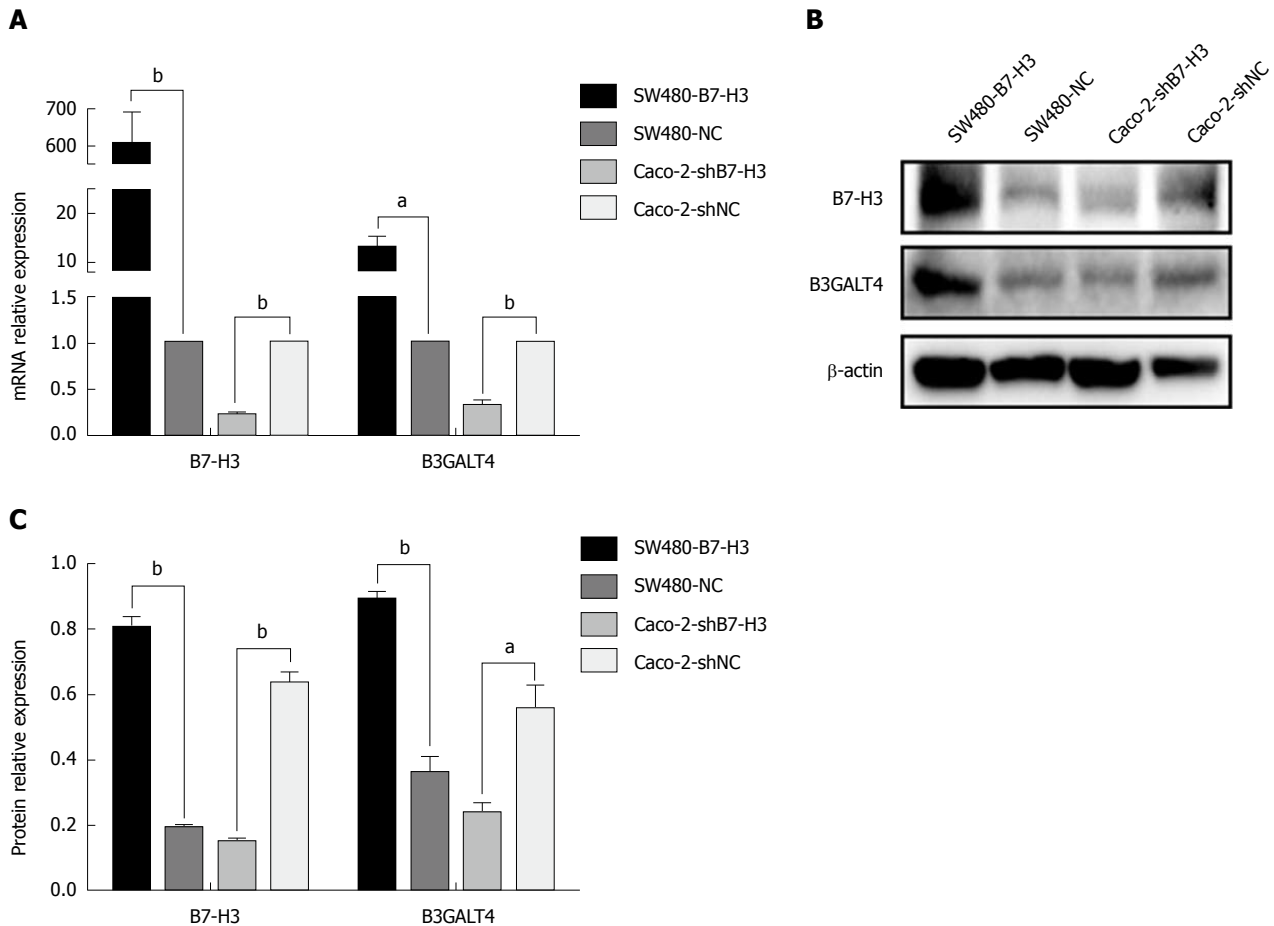 A
mRNA relative expression
700
600
20
10
1.5
1.0
0.5
0.0
b
b
a
b
B7-H3
B3GALT4
SW480-B7-H3
SW480-NC
Caco-2-shB7-H3
Caco-2-shNC
B
SW480-B7-H3
SW480-NC
Caco-2-shB7-H3
Caco-2-shNC
B7-H3
B3GALT4
β-actin
C
Protein relative expression
1.0
0.8
0.6
0.4
0.2
0.0
b
b
b
a
B7-H3
B3GALT4
SW480-B7-H3
SW480-NC
Caco-2-shB7-H3
Caco-2-shNC